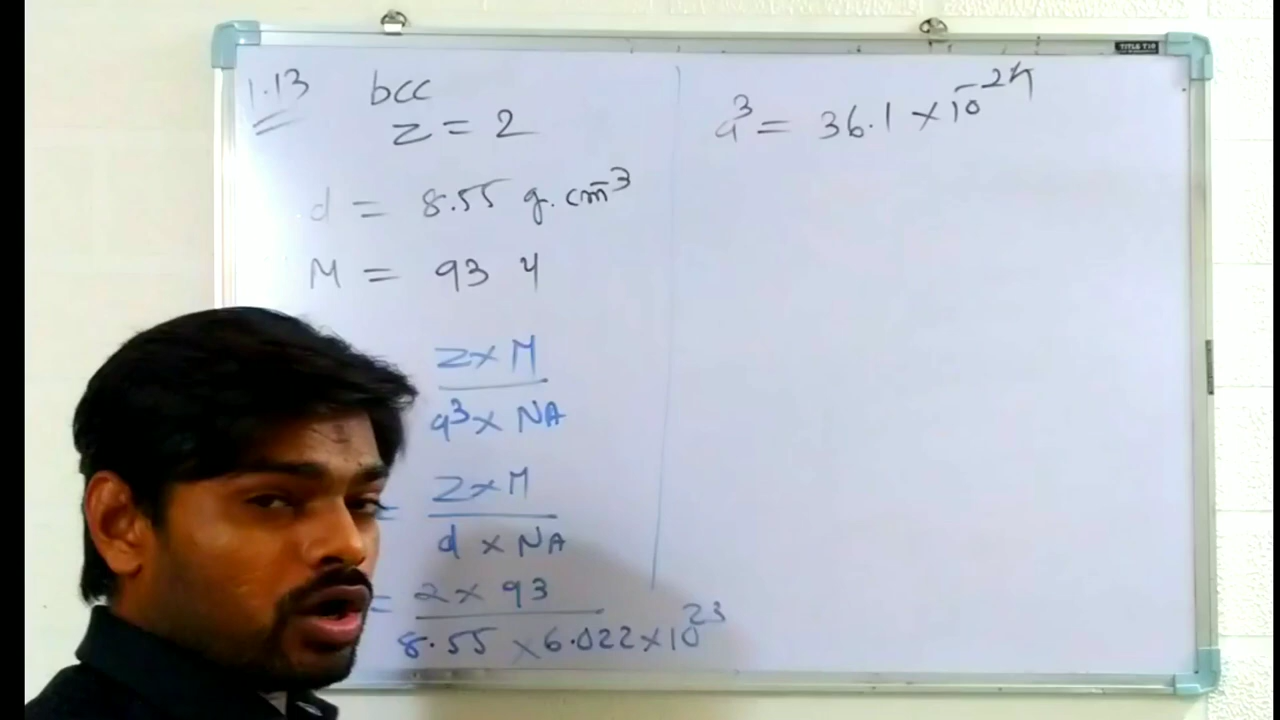 1.13 bcc
z = 2
d = 8.55 g.cm⁻³
M = 93 u
z×M
a³× NA
= z×M
d × NA
= 2 × 93
8.55 × 6.022×10²³
a³ = 36.1 ×10⁻²⁴